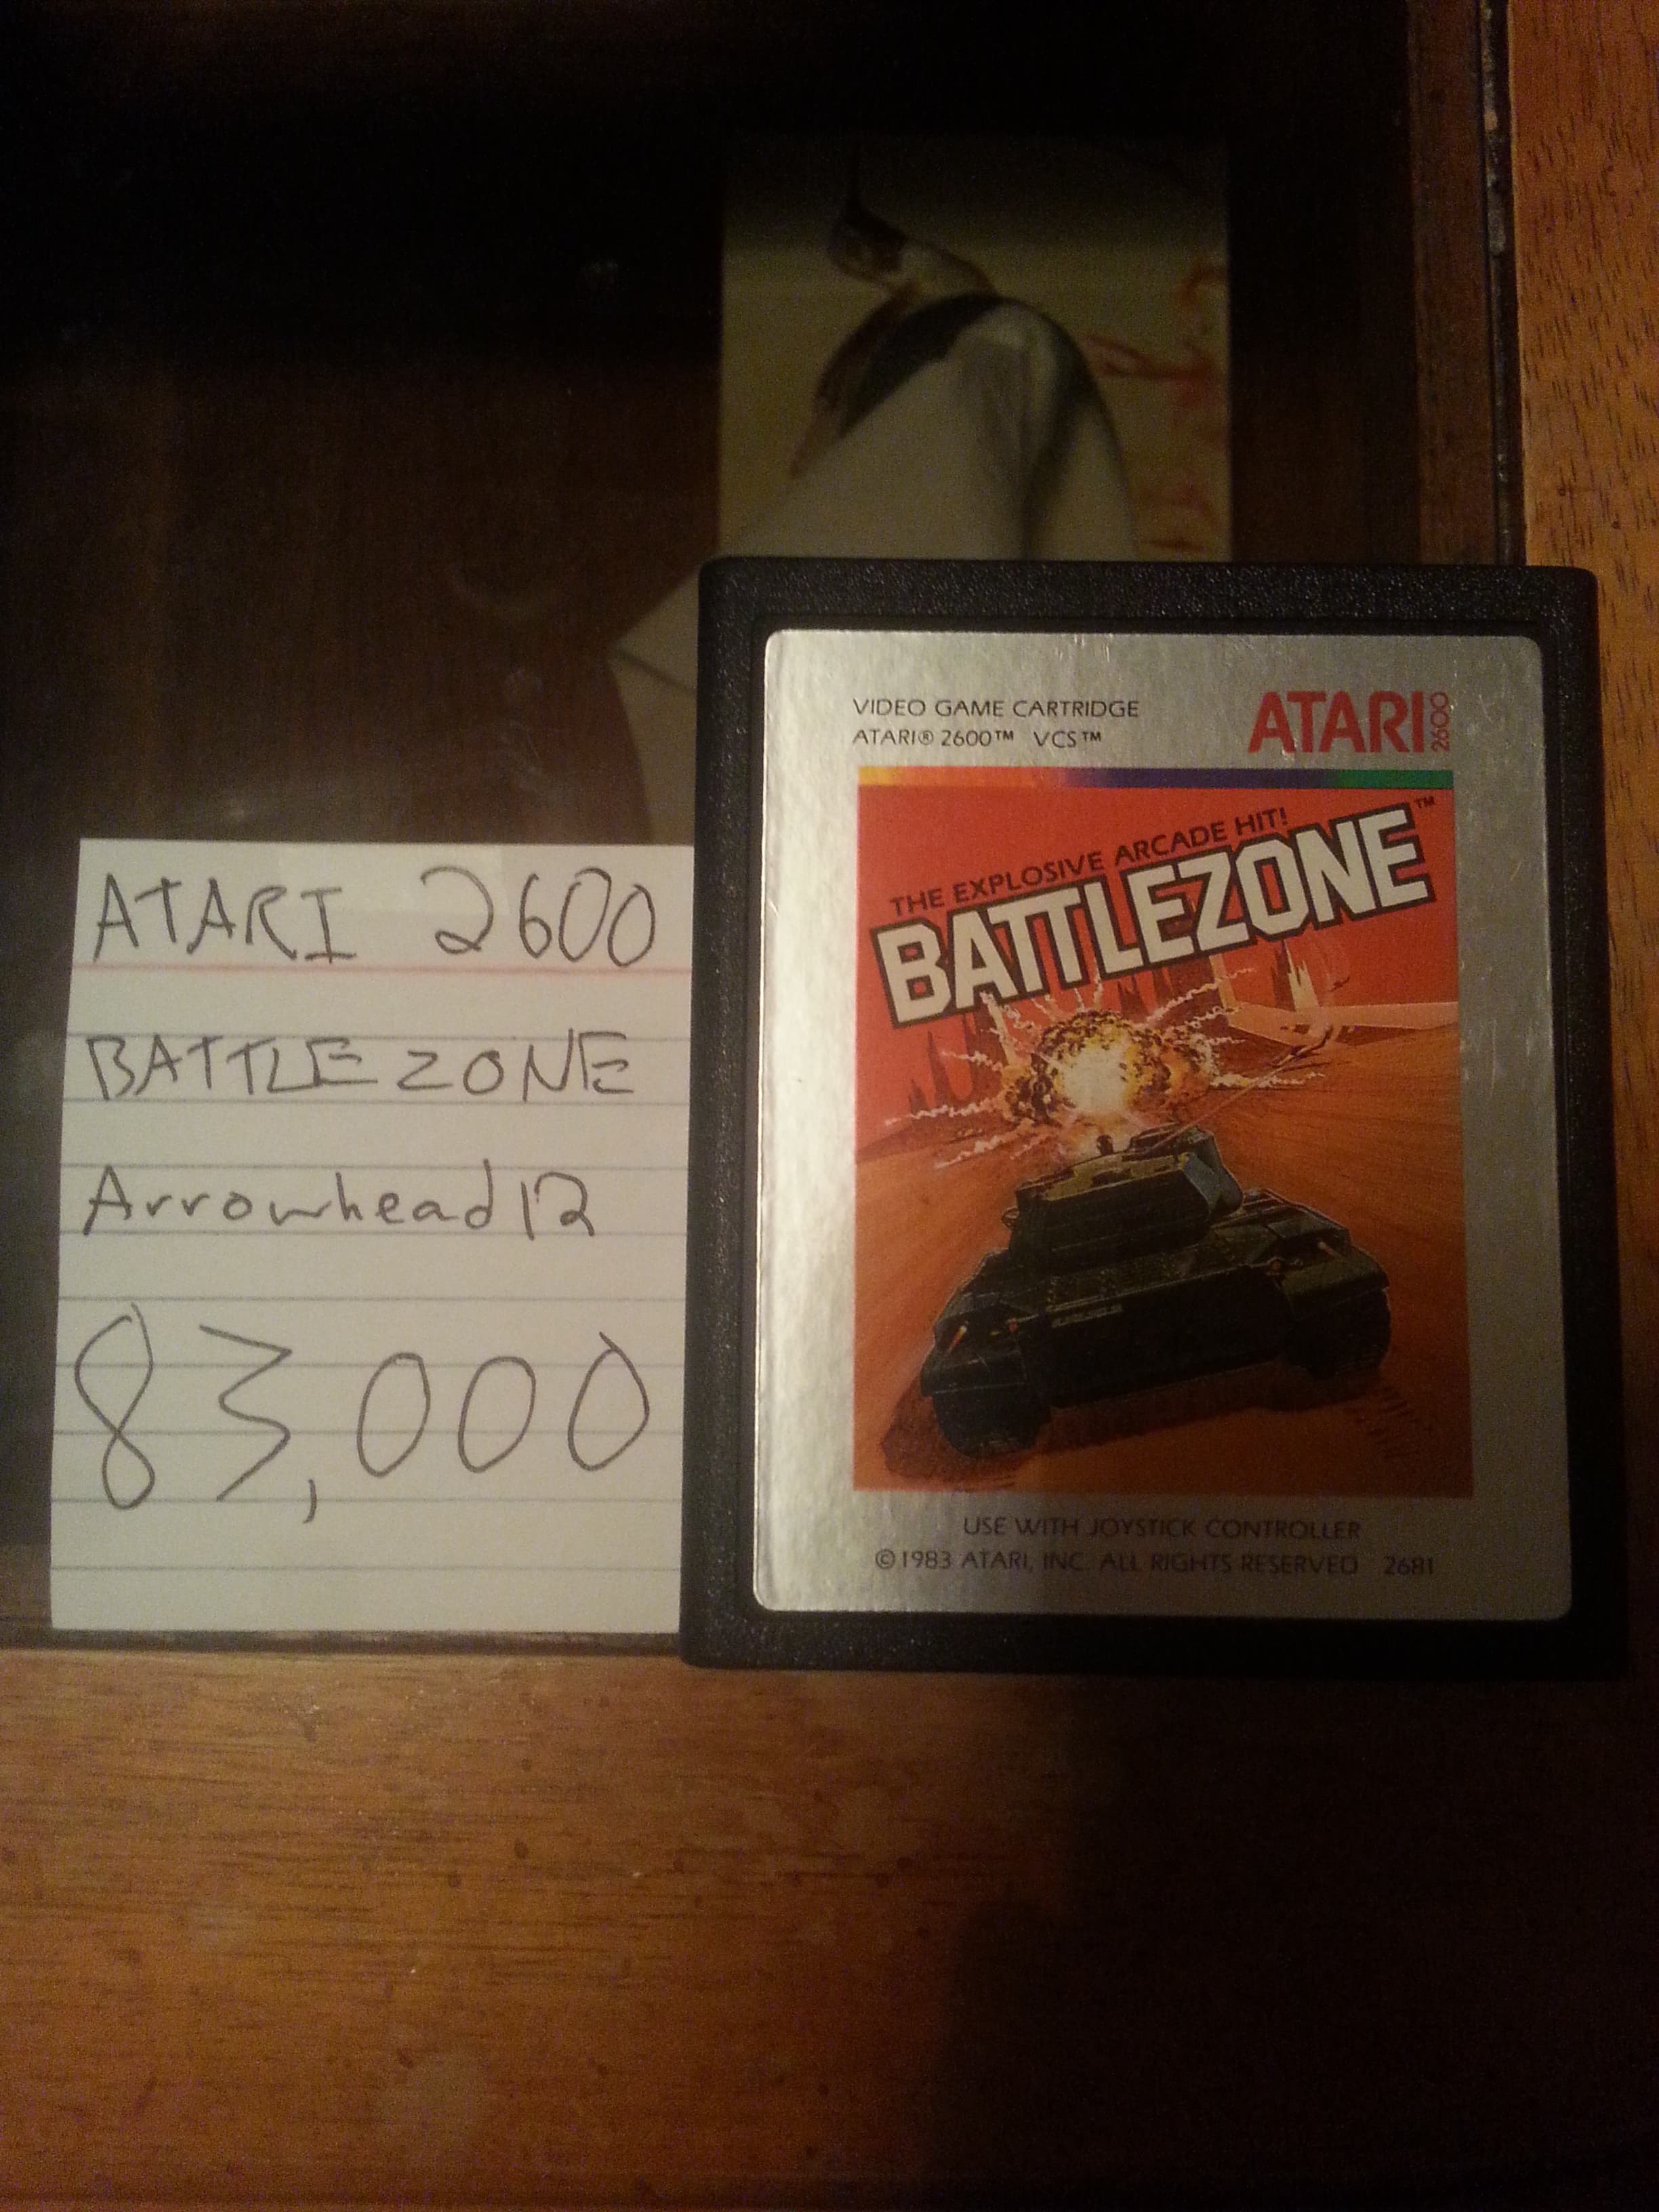 ATARI 2600
BATTLEZONE
Arrowhead12
83,000
VIDEO GAME CARTRIDGE
ATARI® 2600™ VCS™
ATARI 2600
THE EXPLOSIVE ARCADE HIT!
BATTLEZONE™
USE WITH JOYSTICK CONTROLLER
©1983 ATARI, INC. ALL RIGHTS RESERVED 2681